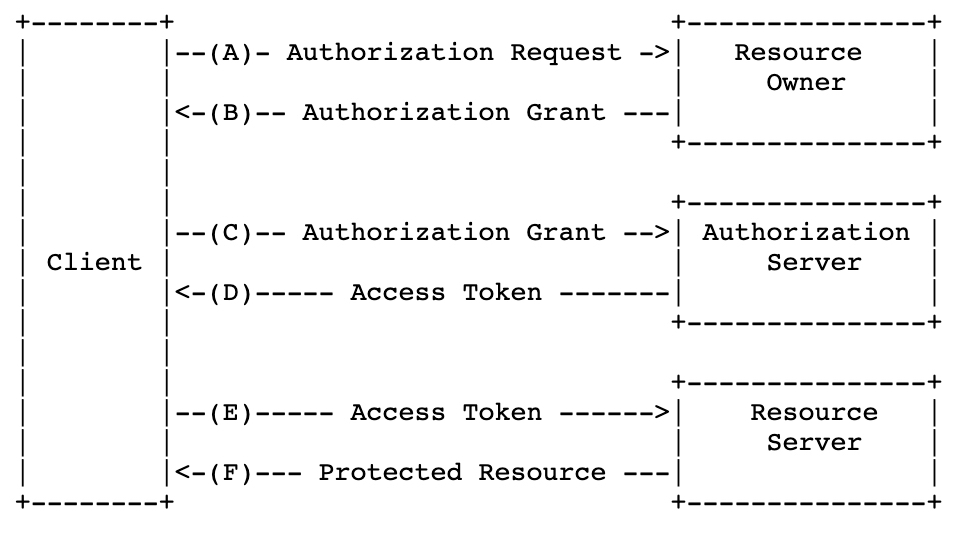 +--------+                               +---------------+
|        |--(A)- Authorization Request ->|   Resource    |
|        |                               |     Owner     |
|        |<-(B)-- Authorization Grant ---|               |
|        |                               +---------------+
|        |
|        |                               +---------------+
|        |--(C)-- Authorization Grant -->| Authorization |
| Client |                               |     Server    |
|        |<-(D)----- Access Token -------|               |
|        |                               +---------------+
|        |
|        |                               +---------------+
|        |--(E)----- Access Token ------>|    Resource   |
|        |                               |     Server    |
|        |<-(F)--- Protected Resource ---|               |
+--------+                               +---------------+